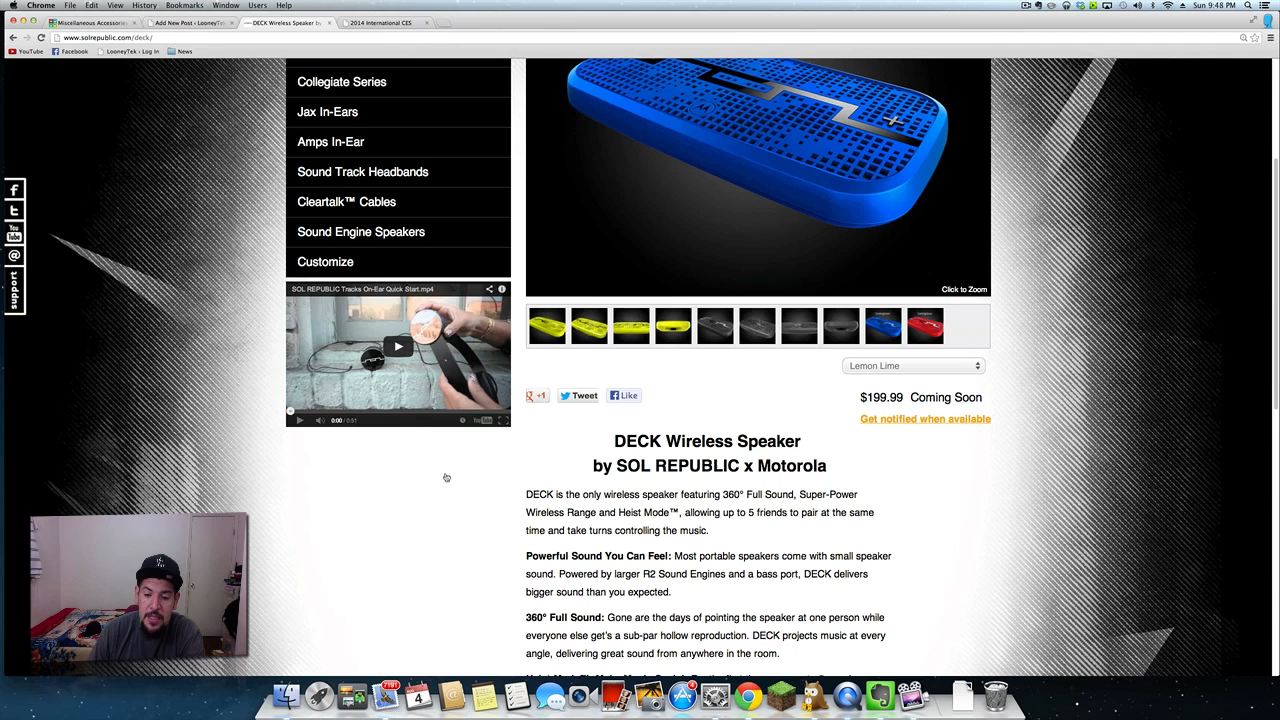 Chrome File Edit View History Bookmarks Window Users Help
Sun 9:48 PM
Miscellaneous Accessories
Add New Post ‹ LooneyTek
DECK Wireless Speaker by
2014 International CES
www.solrepublic.com/deck/
YouTube Facebook LooneyTek › Log In News
Collegiate Series
Jax In-Ears
Amps In-Ear
Sound Track Headbands
Cleartalk™ Cables
Sound Engine Speakers
Customize
support
Click to Zoom
SOL REPUBLIC Tracks On-Ear Quick Start.mp4
0:00 / 0:51
YouTube
Lemon Lime
+1 Tweet Like
$199.99 Coming Soon
Get notified when available
DECK Wireless Speaker
by SOL REPUBLIC x Motorola
DECK is the only wireless speaker featuring 360° Full Sound, Super-Power
Wireless Range and Heist Mode™, allowing up to 5 friends to pair at the same
time and take turns controlling the music.
Powerful Sound You Can Feel: Most portable speakers come with small speaker
sound. Powered by larger R2 Sound Engines and a bass port, DECK delivers
bigger sound than you expected.
360° Full Sound: Gone are the days of pointing the speaker at one person while
everyone else get's a sub-par hollow reproduction. DECK projects music at every
angle, delivering great sound from anywhere in the room.
7191
4